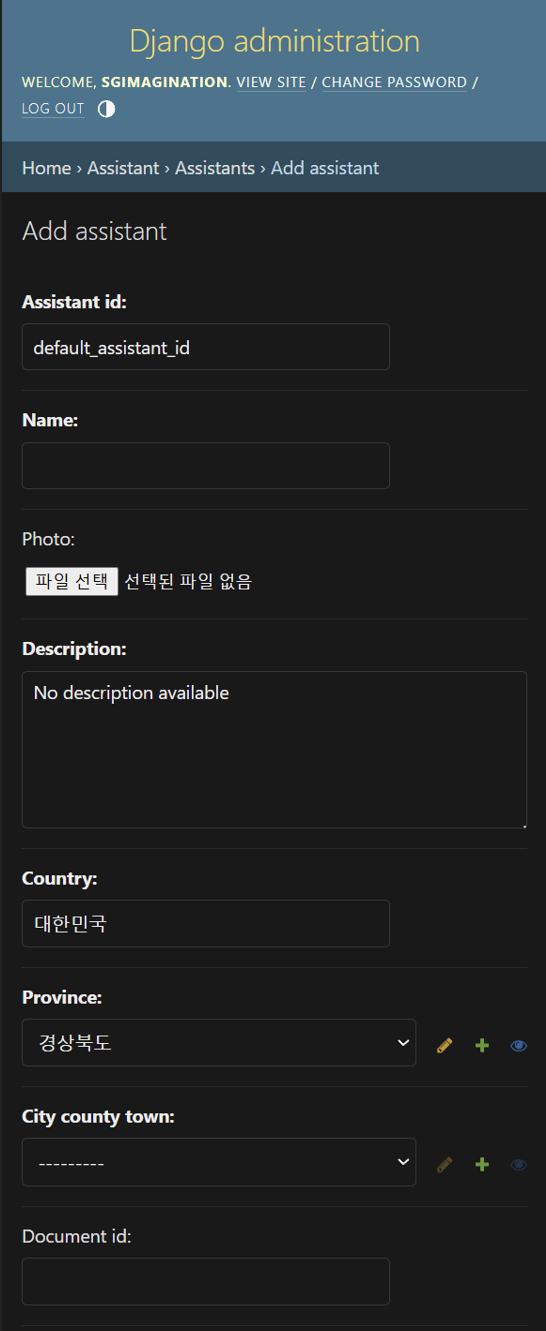 Django administration
WELCOME, SGIMAGINATION. VIEW SITE / CHANGE PASSWORD /
LOG OUT
Home › Assistant › Assistants › Add assistant
Add assistant
Assistant id:
default_assistant_id
Name:
Photo:
파일 선택 선택된 파일 없음
Description:
No description available
Country:
대한민국
Province:
경상북도
City county town:
---------
Document id: